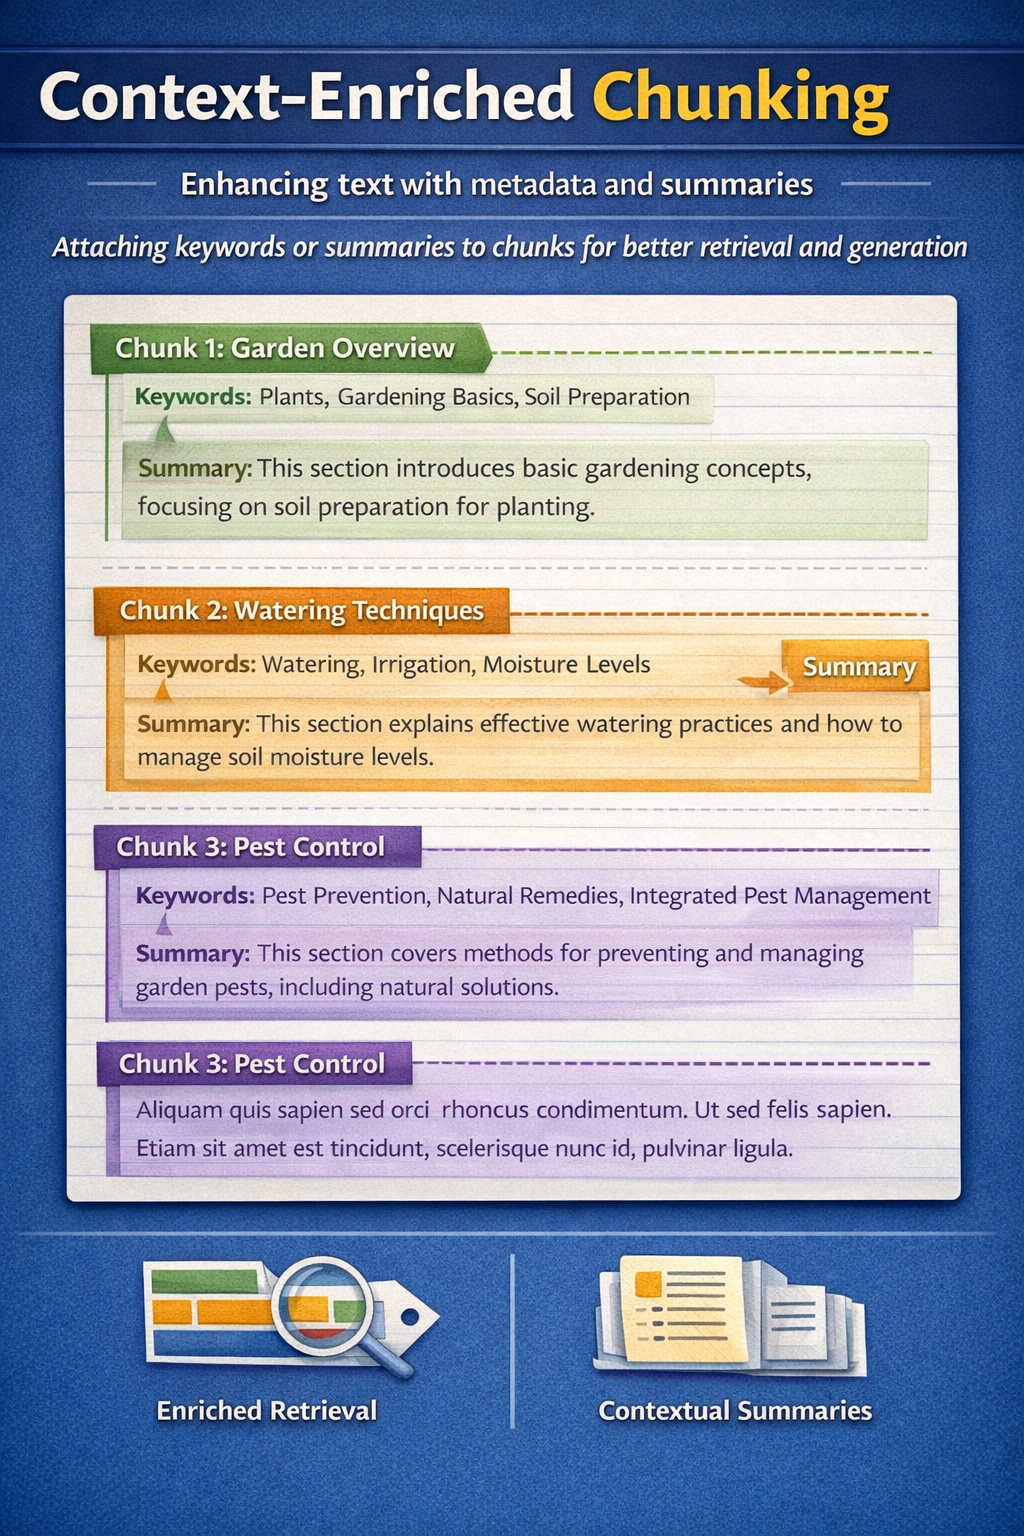 Context-Enriched Chunking
Enhancing text with metadata and summaries
Attaching keywords or summaries to chunks for better retrieval and generation
Chunk 1: Garden Overview
Keywords: Plants, Gardening Basics, Soil Preparation
Summary: This section introduces basic gardening concepts,
focusing on soil preparation for planting.
Chunk 2: Watering Techniques
Keywords: Watering, Irrigation, Moisture Levels
Summary
Summary: This section explains effective watering practices and how to
manage soil moisture levels.
Chunk 3: Pest Control
Keywords: Pest Prevention, Natural Remedies, Integrated Pest Management
Summary: This section covers methods for preventing and managing
garden pests, including natural solutions.
Chunk 3: Pest Control
Aliquam quis sapien sed orci rhoncus condimentum. Ut sed felis sapien.
Etiam sit amet est tincidunt, scelerisque nunc id, pulvinar ligula.
Enriched Retrieval
Contextual Summaries